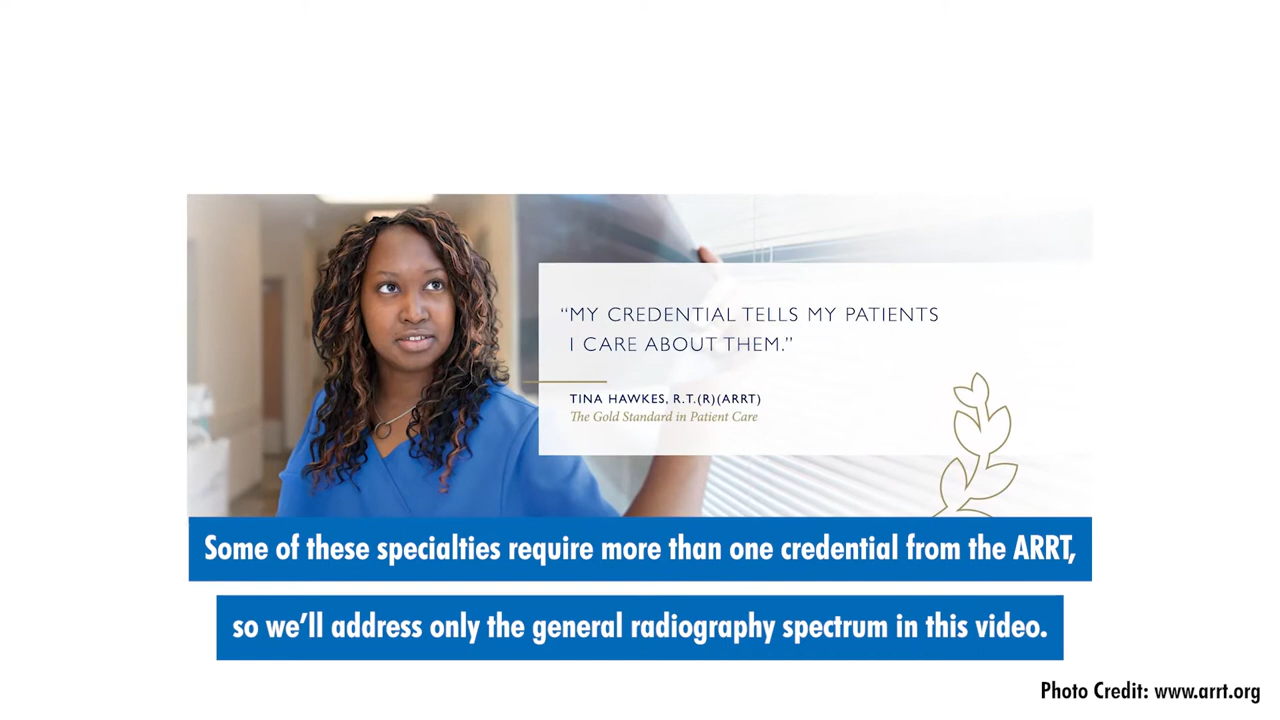 “MY CREDENTIAL TELLS MY PATIENTS
I CARE ABOUT THEM.”
TINA HAWKES, R.T.(R)(ARRT)
The Gold Standard in Patient Care
Some of these specialties require more than one credential from the ARRT,
so we’ll address only the general radiography spectrum in this video.
Photo Credit: www.arrt.org